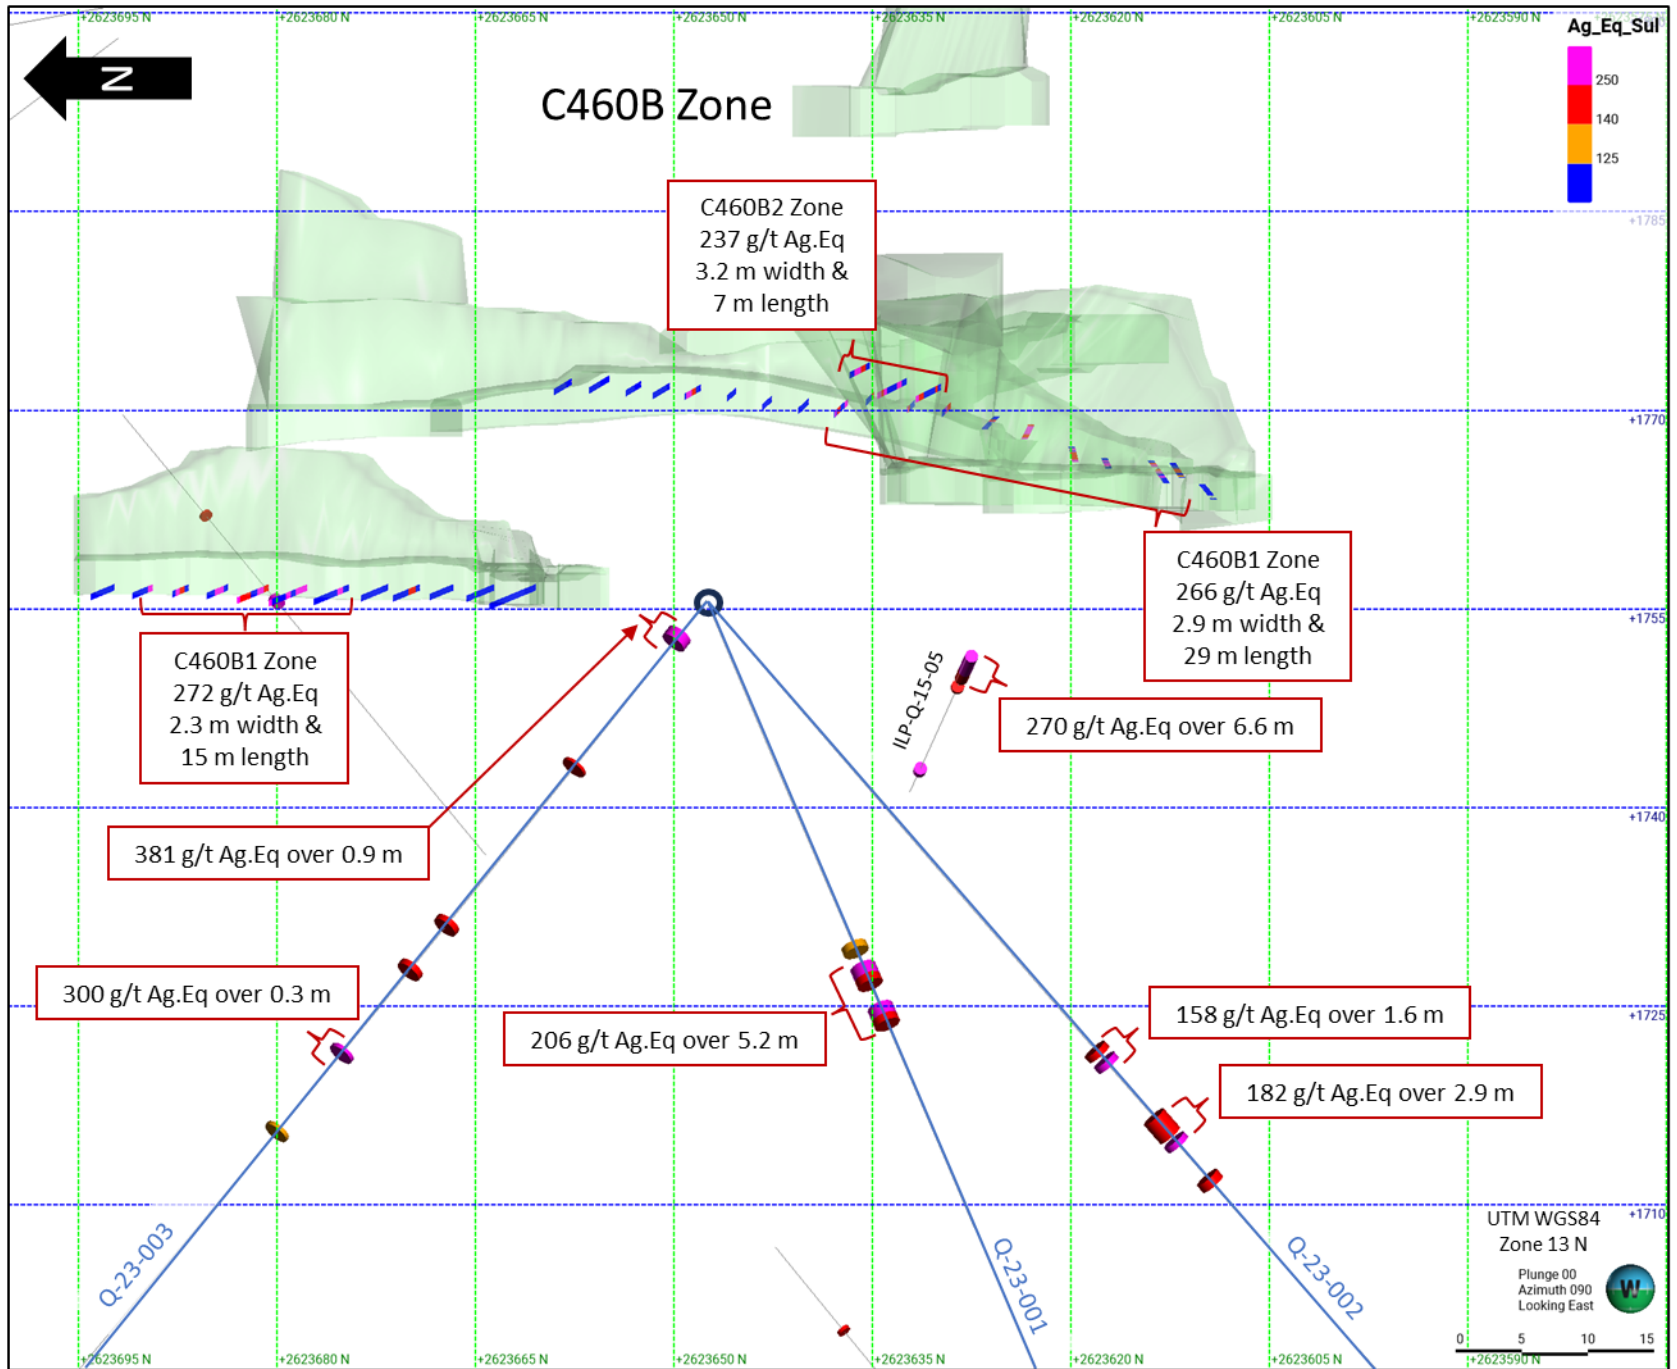 +2623695 N
+2623680 N
+2623665 N
+2623650 N
+2623635 N
+2623620 N
+2623605 N
+2623590 N
Ag_Eq_Sul
250
140
125
N
C460B Zone
+1785
C460B2 Zone
237 g/t Ag.Eq
3.2 m width &
7 m length
+1770
C460B1 Zone
266 g/t Ag.Eq
2.9 m width &
29 m length
+1755
C460B1 Zone
272 g/t Ag.Eq
2.3 m width &
15 m length
ILP-Q-15-05
270 g/t Ag.Eq over 6.6 m
+1740
381 g/t Ag.Eq over 0.9 m
300 g/t Ag.Eq over 0.3 m
206 g/t Ag.Eq over 5.2 m
158 g/t Ag.Eq over 1.6 m
+1725
182 g/t Ag.Eq over 2.9 m
+1710
Q-23-003
Q-23-001
Q-23-002
UTM WGS84
Zone 13 N
Plunge 00
Azimuth 090
Looking East
W
0 5 10 15
+2623695 N
+2623680 N
+2623665 N
+2623650 N
+2623635 N
+2623620 N
+2623605 N
+2623590 N